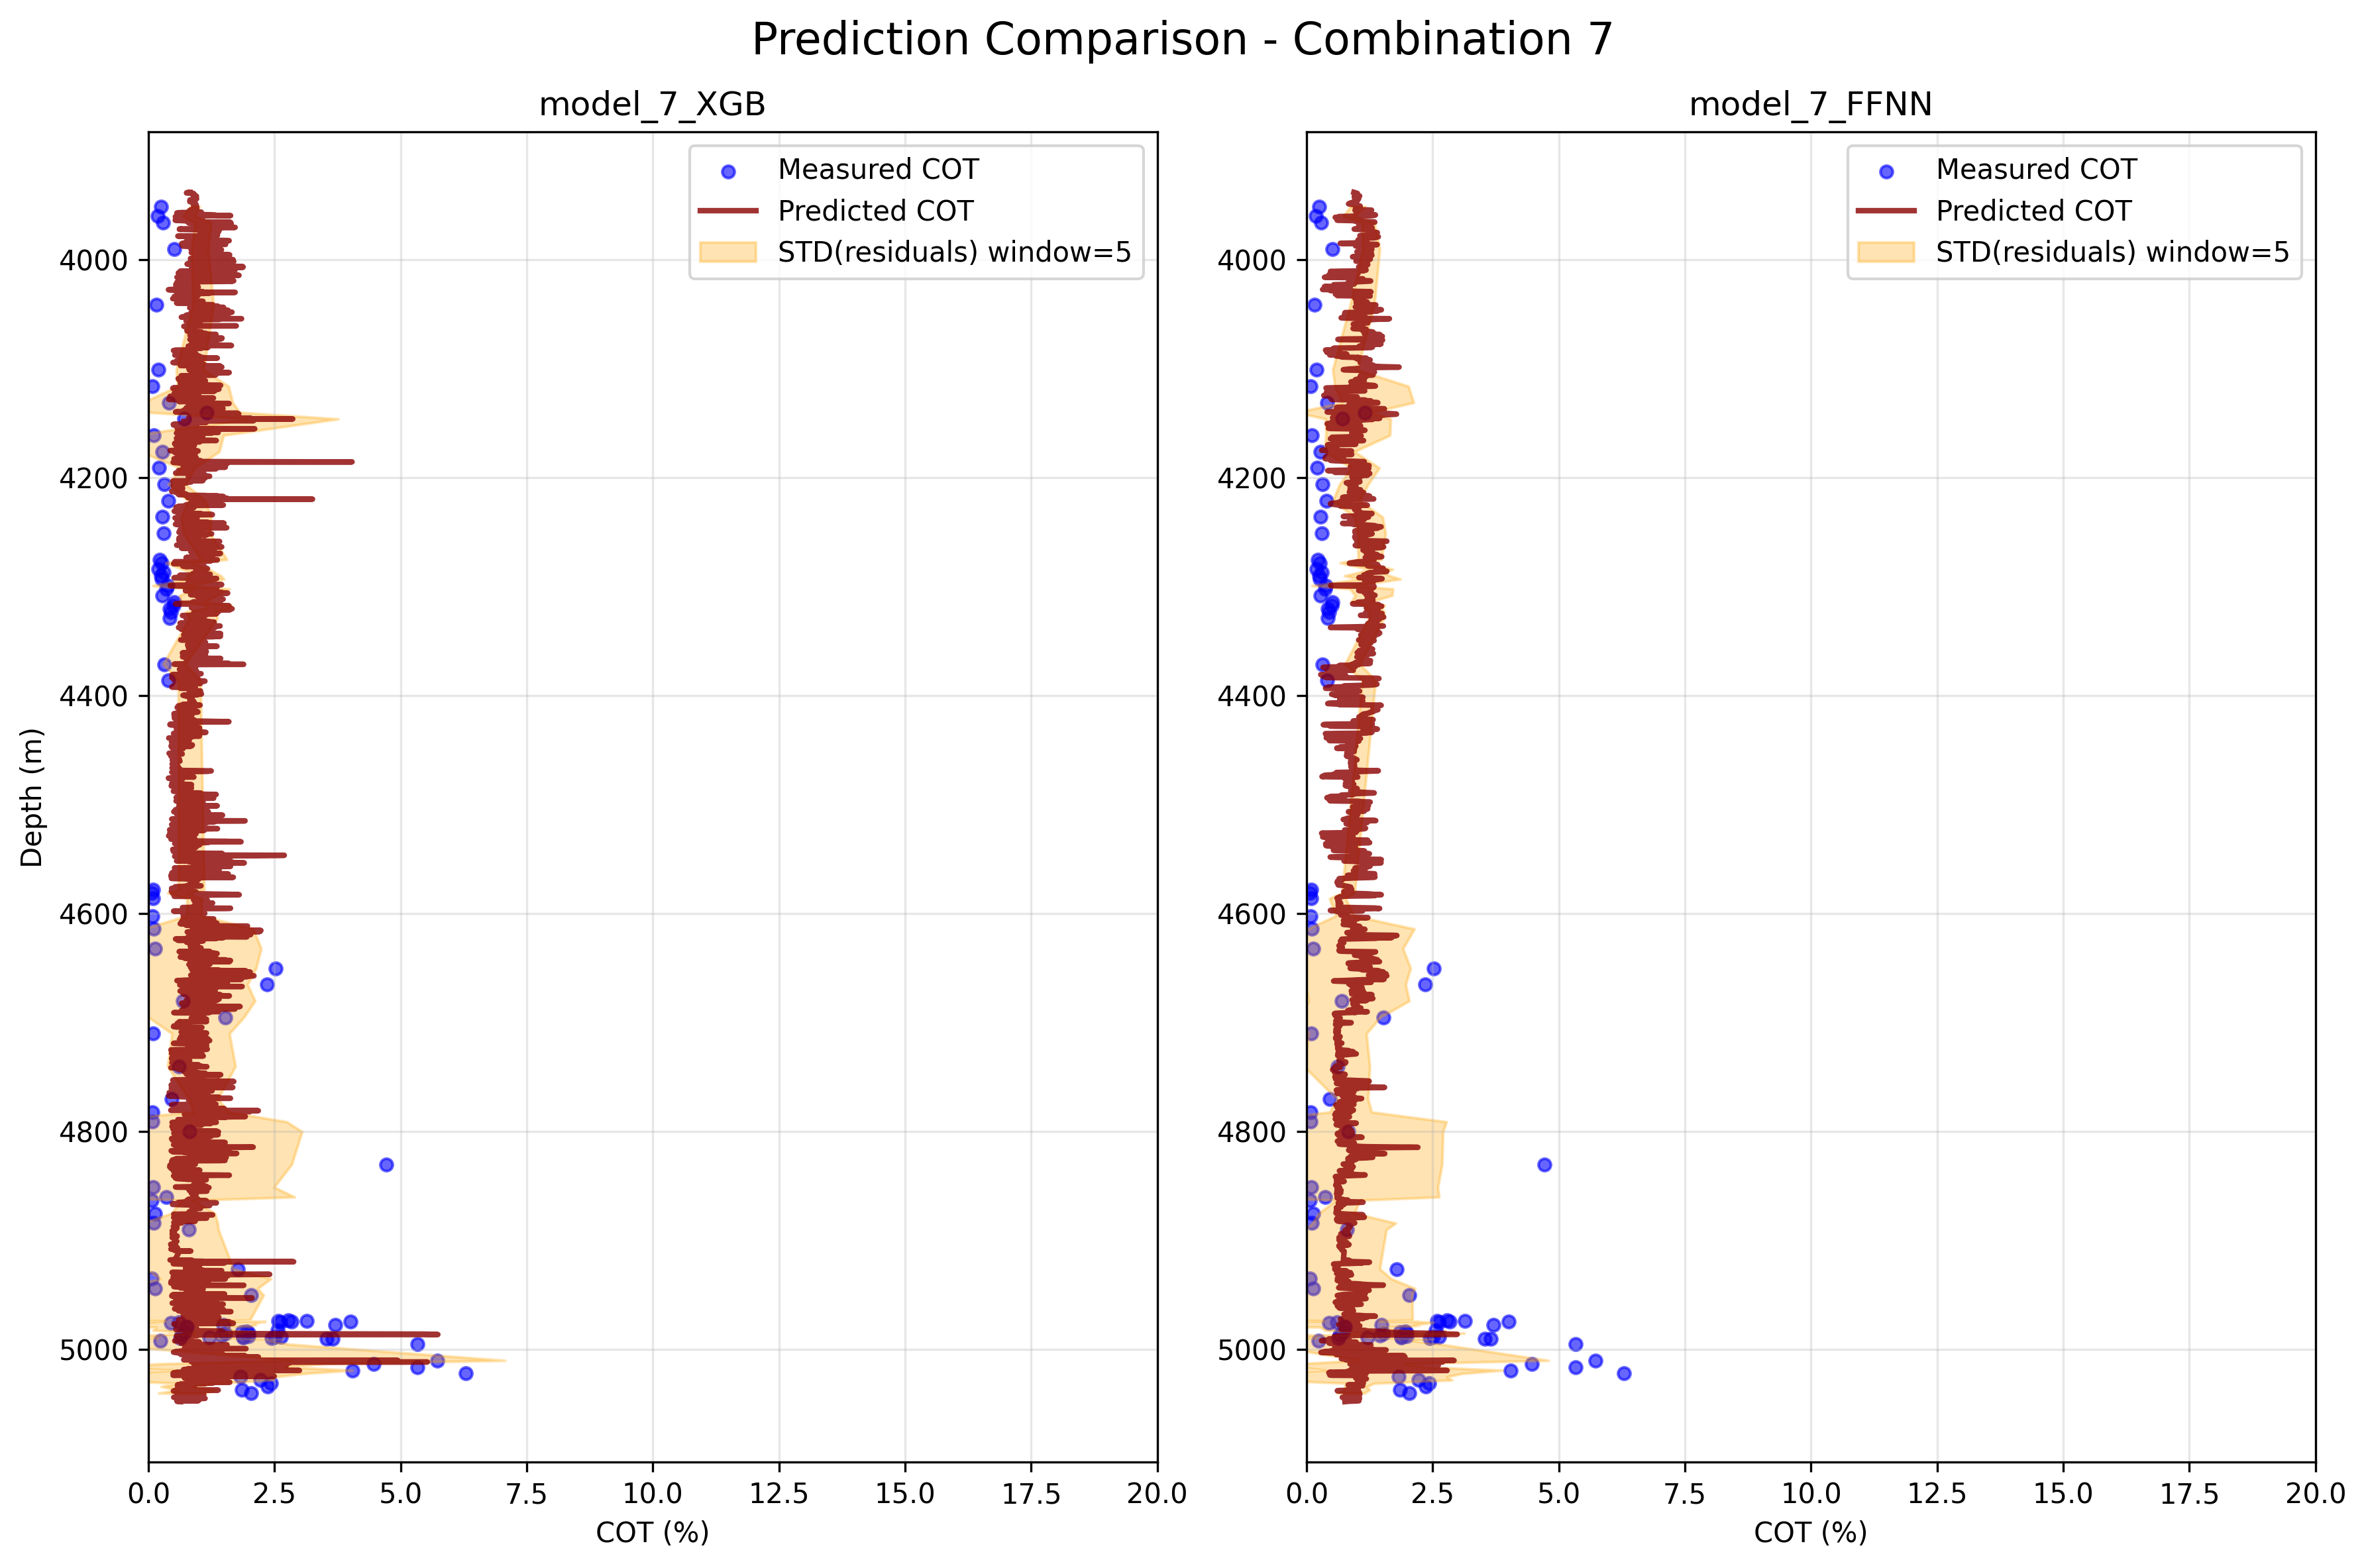 Prediction Comparison - Combination 7
model_7_XGB
Measured COT
Predicted COT
STD(residuals) window=5
4000
4200
4400
4600
4800
5000
Depth (m)
0.0 2.5 5.0 7.5 10.0 12.5 15.0 17.5 20.0
COT (%)
model_7_FFNN
Measured COT
Predicted COT
STD(residuals) window=5
4000
4200
4400
4600
4800
5000
0.0 2.5 5.0 7.5 10.0 12.5 15.0 17.5 20.0
COT (%)